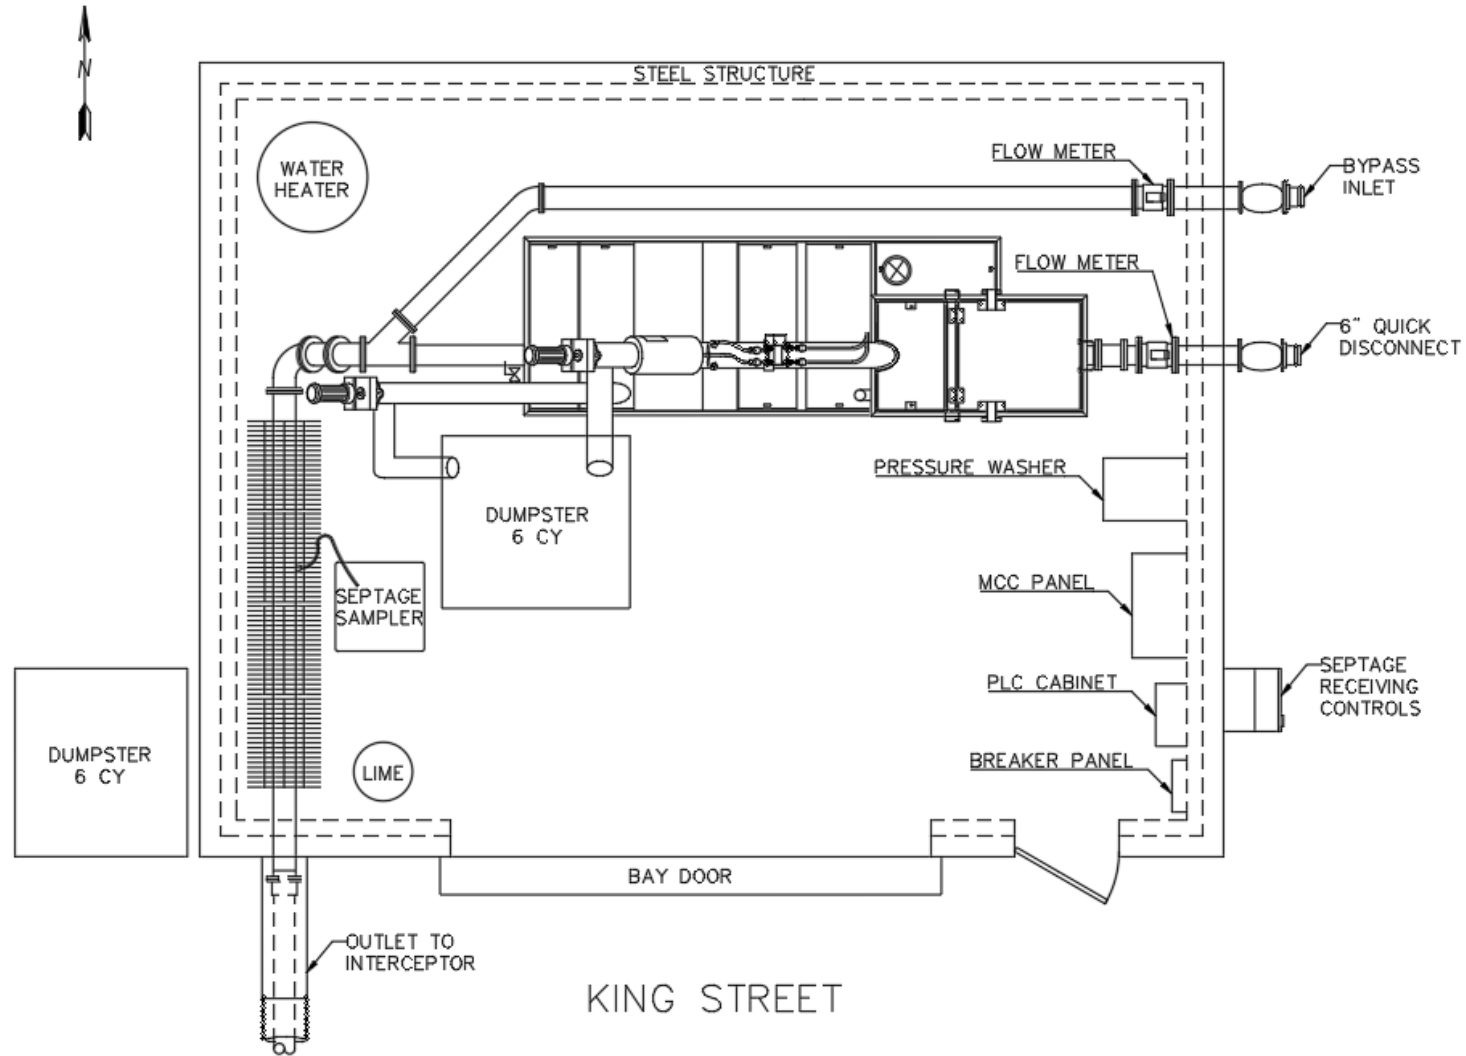 N
STEEL STRUCTURE
WATER
HEATER
FLOW METER
BYPASS
INLET
FLOW METER
6" QUICK
DISCONNECT
PRESSURE WASHER
DUMPSTER
6 CY
MCC PANEL
SEPTAGE
SAMPLER
PLC CABINET
SEPTAGE
RECEIVING
CONTROLS
DUMPSTER
6 CY
LIME
BREAKER PANEL
BAY DOOR
OUTLET TO
INTERCEPTOR
KING STREET